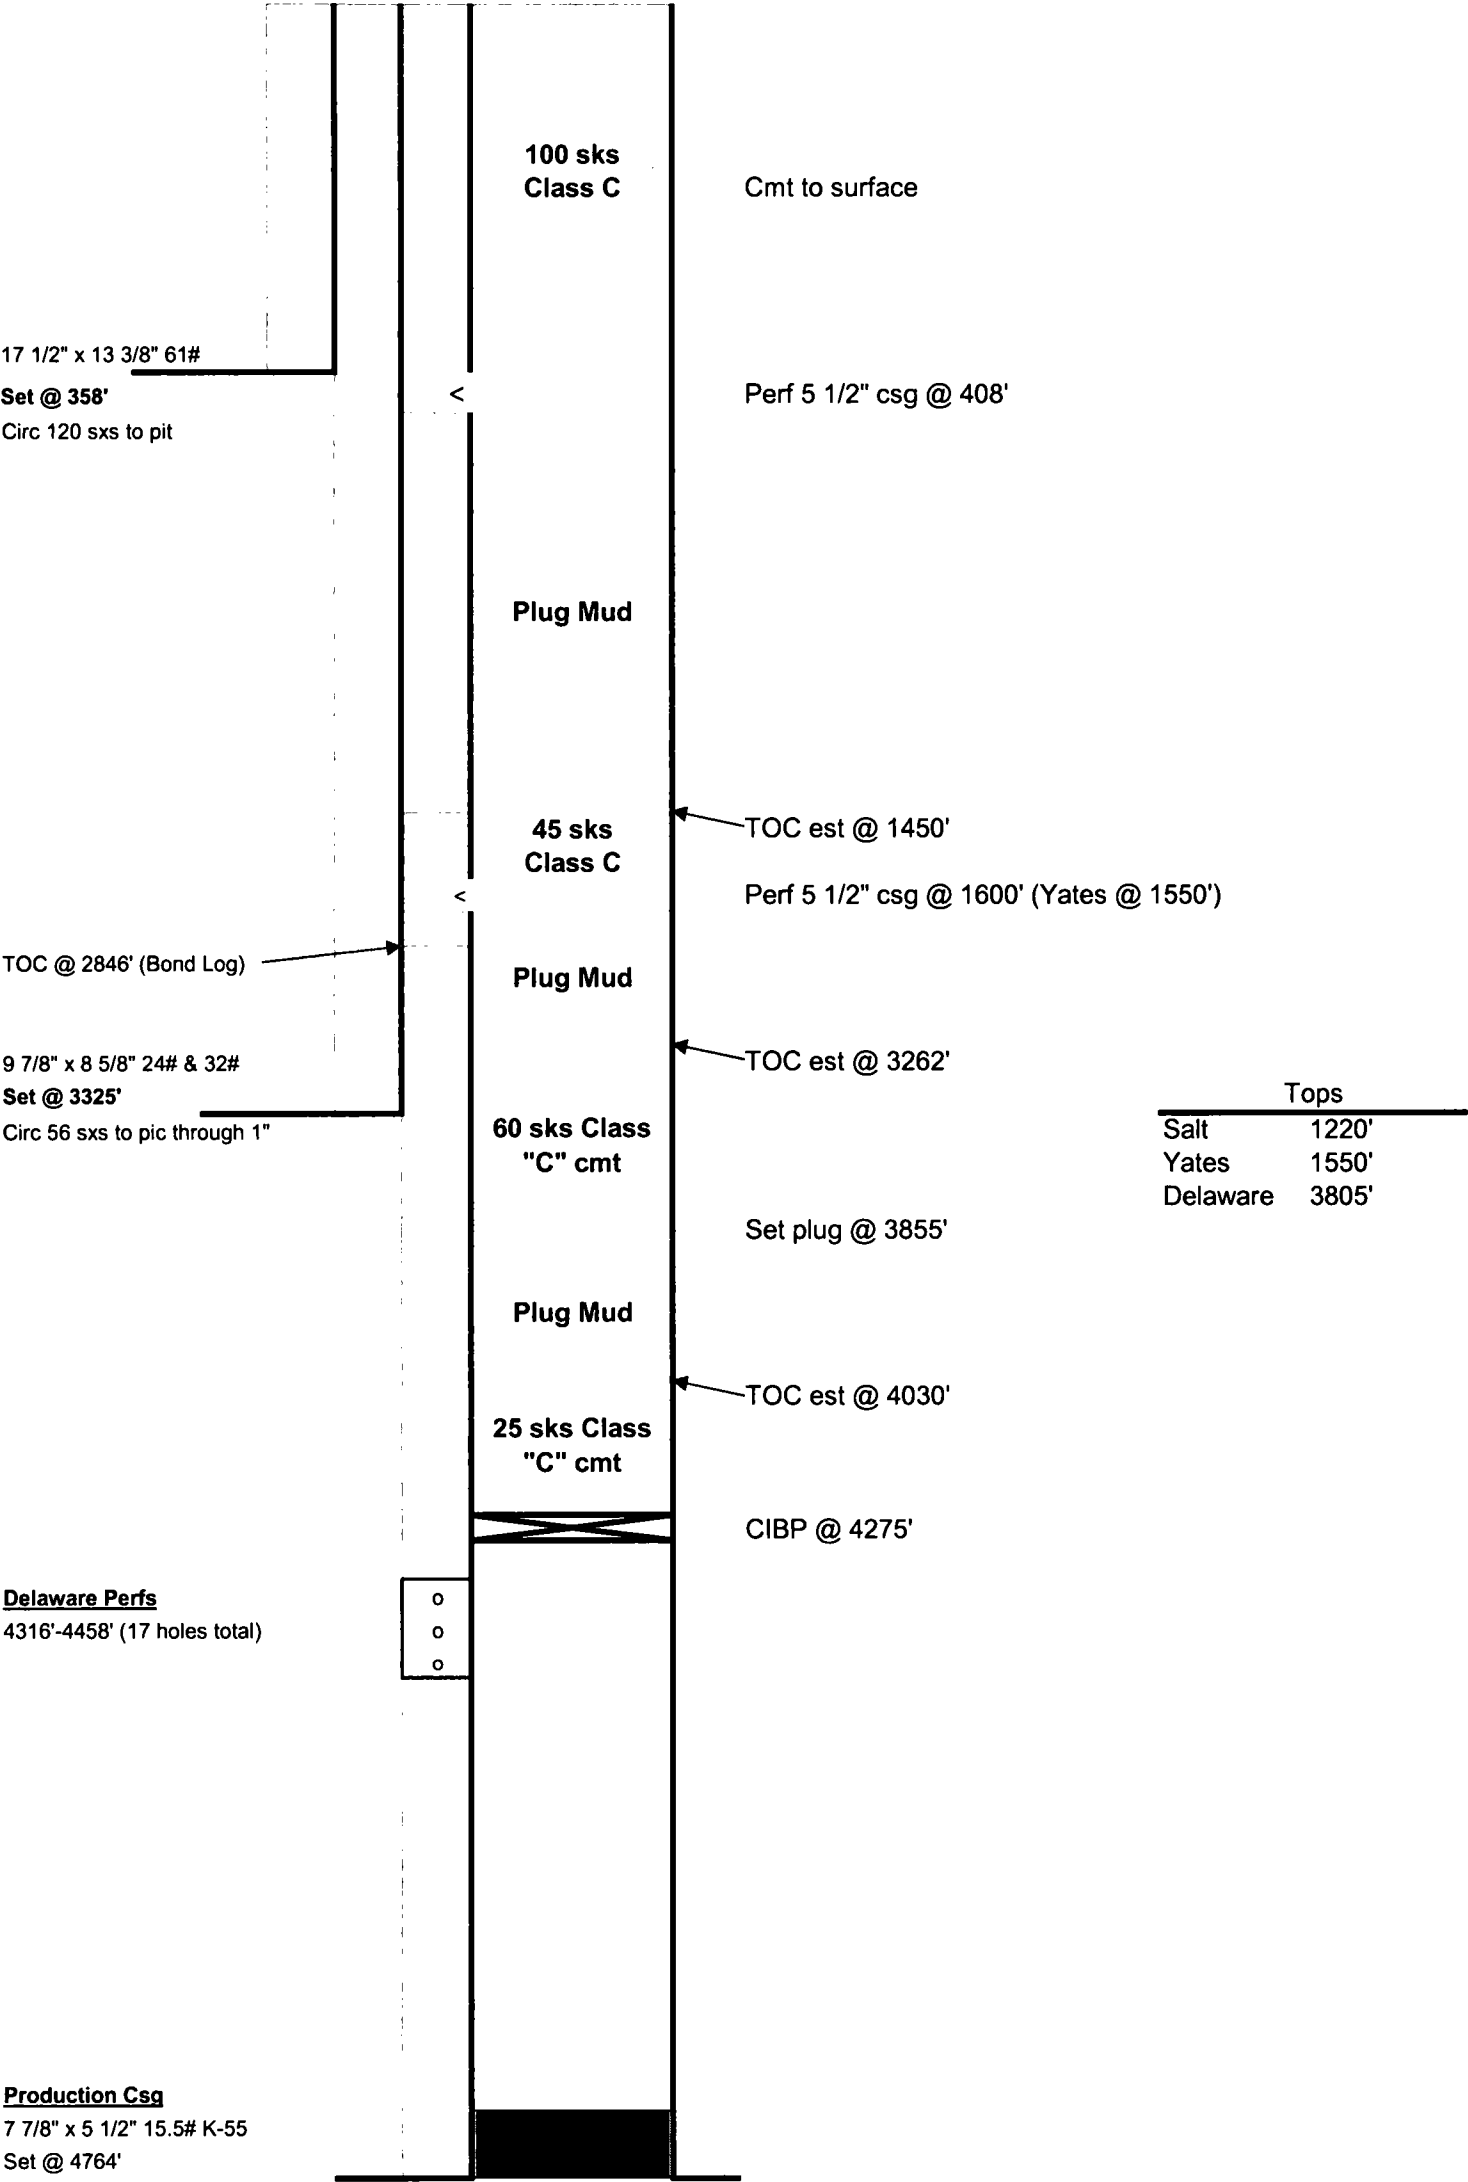 100 sks
Class C
Cmt to surface
17 1/2" x 13 3/8" 61#
Set @ 358'
Circ 120 sxs to pit
<
Perf 5 1/2" csg @ 408'
Plug Mud
TOC est @ 1450'
45 sks
Class C
<
Perf 5 1/2" csg @ 1600' (Yates @ 1550')
TOC @ 2846' (Bond Log)
Plug Mud
TOC est @ 3262'
9 7/8" x 8 5/8" 24# & 32#
Set @ 3325'
Circ 56 sxs to pic through 1"
60 sks Class
"C" cmt
Tops
Salt 1220'
Yates 1550'
Delaware 3805'
Set plug @ 3855'
Plug Mud
TOC est @ 4030'
25 sks Class
"C" cmt
CIBP @ 4275'
Delaware Perfs
4316'-4458' (17 holes total)
o
o
o
Production Csg
7 7/8" x 5 1/2" 15.5# K-55
Set @ 4764'